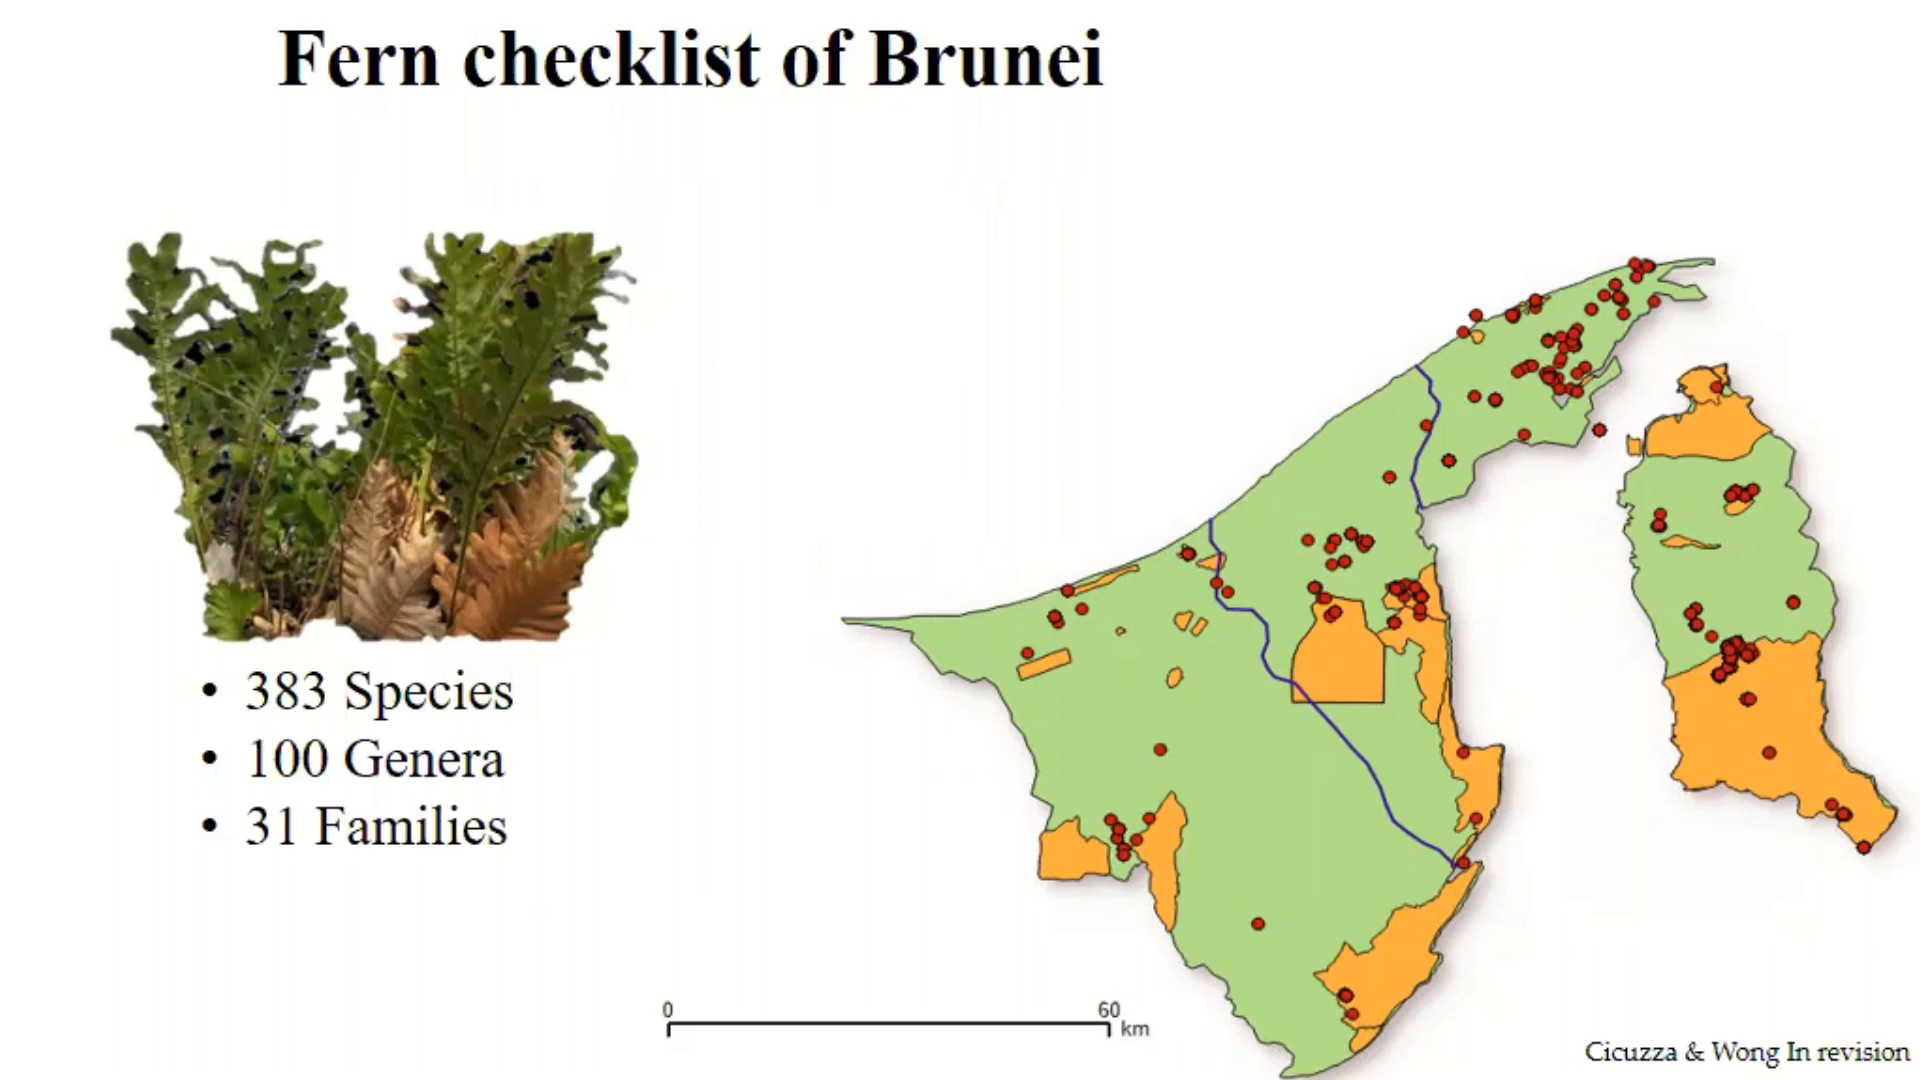 Fern checklist of Brunei
• 383 Species
• 100 Genera
• 31 Families
0 60
km
Cicuzza & Wong In revision